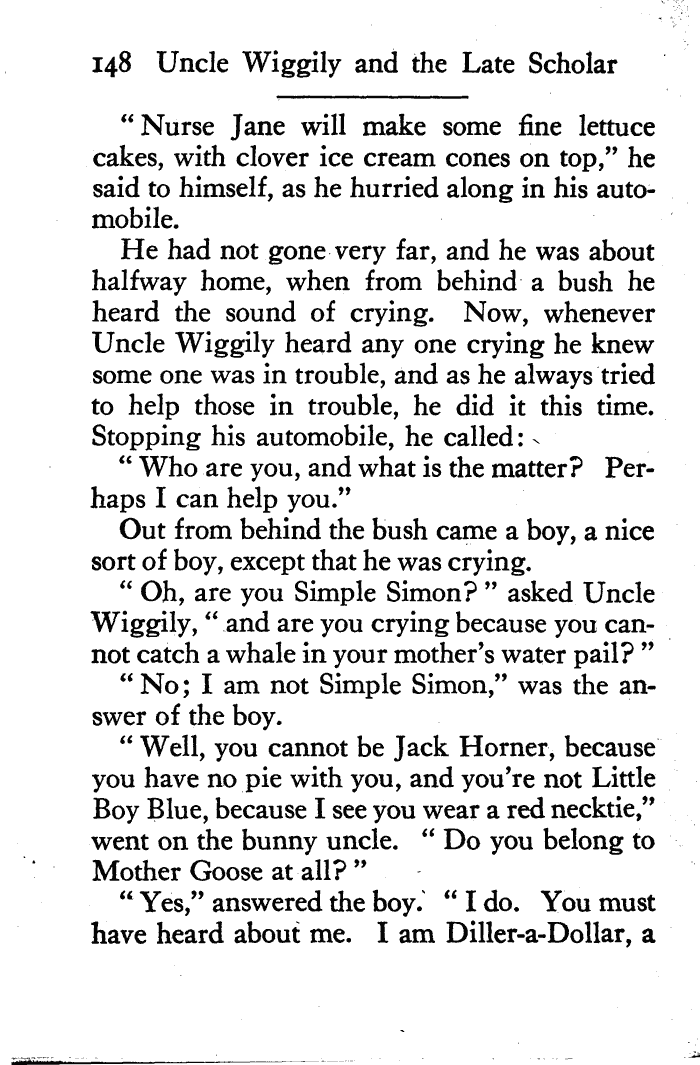 148 Uncle Wiggily and the Late Scholar
“ Nurse Jane will make some fine lettuce
cakes, with clover ice cream cones on top,” he
said to himself, as he hurried along in his auto-
mobile.
He had not gone very far, and he was about
halfway home, when from behind a bush he
heard the sound of crying. Now, whenever
Uncle Wiggily heard any one crying he knew
some one was in trouble, and as he always tried
to help those in trouble, he did it this time.
Stopping his automobile, he called:
“ Who are you, and what is the matter? Per-
haps I can help you.”
Out from behind the bush came a boy, a nice
sort of boy, except that he was crying.
“ Oh, are you Simple Simon? ” asked Uncle
Wiggily, “ and are you crying because you can-
not catch a whale in your mother’s water pail? ”
“ No; I am not Simple Simon,” was the an-
swer of the boy.
“ Well, you cannot be Jack Horner, because
you have no pie with you, and you’re not Little
Boy Blue, because I see you wear a red necktie,”
went on the bunny uncle. “ Do you belong to
Mother Goose at all? ”
“ Yes,” answered the boy. “ I do. You must
have heard about me. I am Diller-a-Dollar, a